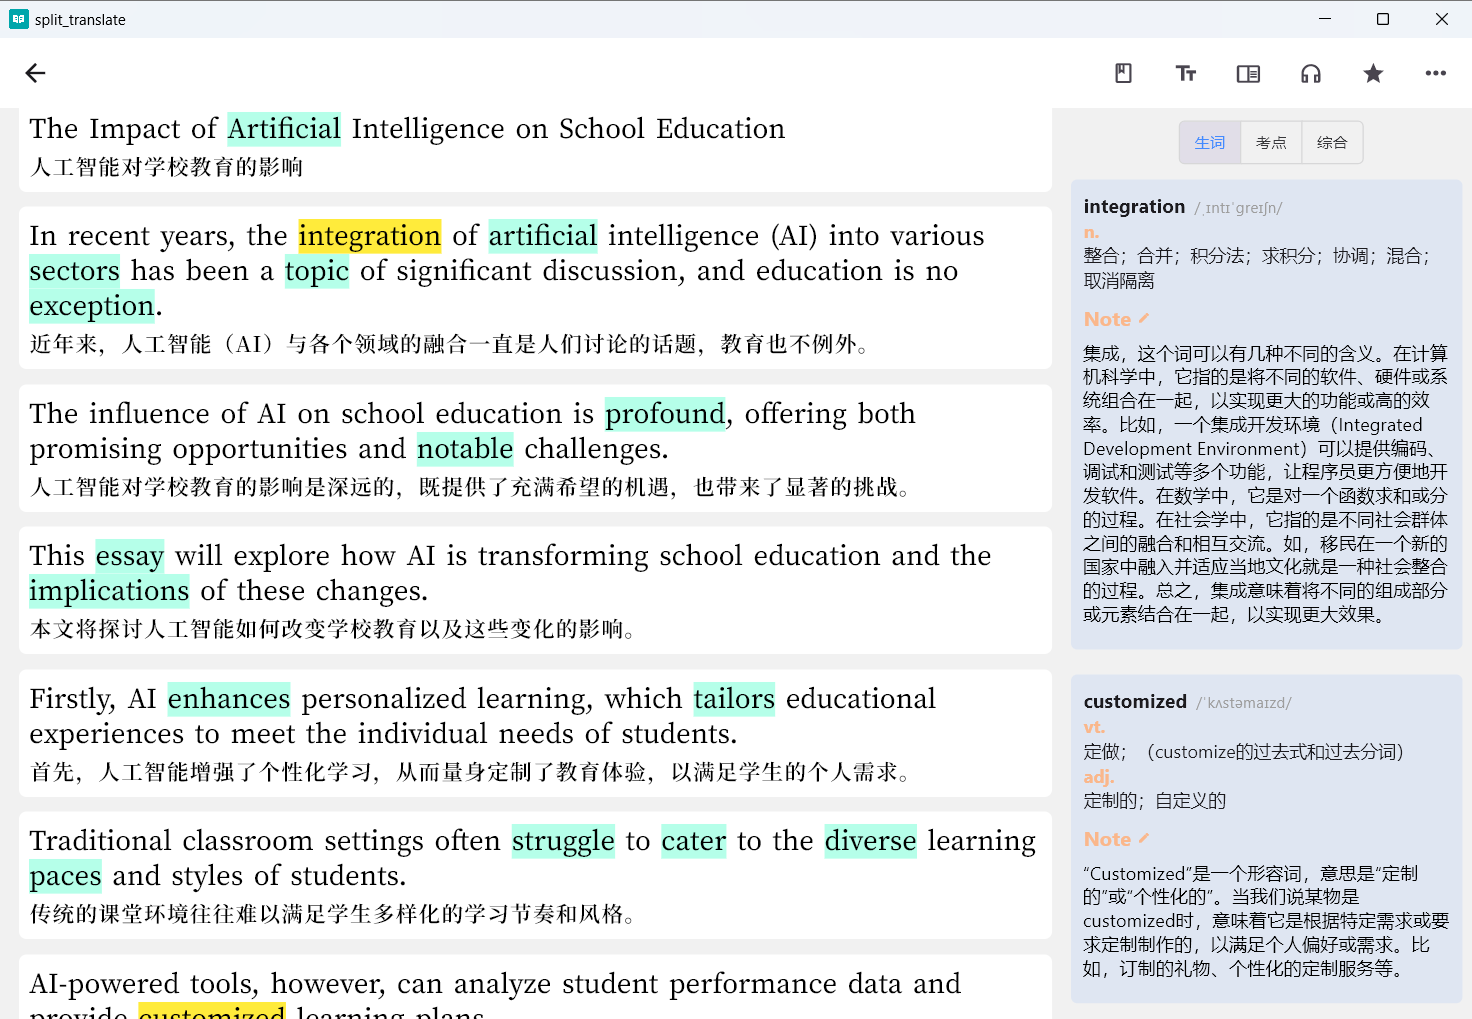 split_translate
The Impact of Artificial Intelligence on School Education
人工智能对学校教育的影响
In recent years, the integration of artificial intelligence (AI) into various
sectors has been a topic of significant discussion, and education is no
exception.
近年来，人工智能（AI）与各个领域的融合一直是人们讨论的话题，教育也不例外。
The influence of AI on school education is profound, offering both
promising opportunities and notable challenges.
人工智能对学校教育的影响是深远的，既提供了充满希望的机遇，也带来了显著的挑战。
This essay will explore how AI is transforming school education and the
implications of these changes.
本文将探讨人工智能如何改变学校教育以及这些变化的影响。
Firstly, AI enhances personalized learning, which tailors educational
experiences to meet the individual needs of students.
首先，人工智能增强了个性化学习，从而量身定制了教育体验，以满足学生的个人需求。
Traditional classroom settings often struggle to cater to the diverse learning
paces and styles of students.
传统的课堂环境往往难以满足学生多样化的学习节奏和风格。
AI-powered tools, however, can analyze student performance data and
provide customized learning plans.
生词 考点 综合
integration /ˌɪntɪˈɡreɪʃn/
n.
整合；合并；积分法；求积分；协调；混合；
取消隔离
Note
集成，这个词可以有几种不同的含义。在计算
机科学中，它指的是将不同的软件、硬件或系
统组合在一起，以实现更大的功能或高的效
率。比如，一个集成开发环境（Integrated
Development Environment）可以提供编码、
调试和测试等多个功能，让程序员更方便地开
发软件。在数学中，它是对一个函数求和或分
的过程。在社会学中，它指的是不同社会群体
之间的融合和相互交流。如，移民在一个新的
国家中融入并适应当地文化就是一种社会整合
的过程。总之，集成意味着将不同的组成部分
或元素结合在一起，以实现更大效果。
customized /ˈkʌstəmaɪzd/
vt.
定做；（customize的过去式和过去分词）
adj.
定制的；自定义的
Note
“Customized”是一个形容词，意思是“定制
的”或“个性化的”。当我们说某物是
customized时，意味着它是根据特定需求或要
求定制制作的，以满足个人偏好或需求。比
如，订制的礼物、个性化的定制服务等。